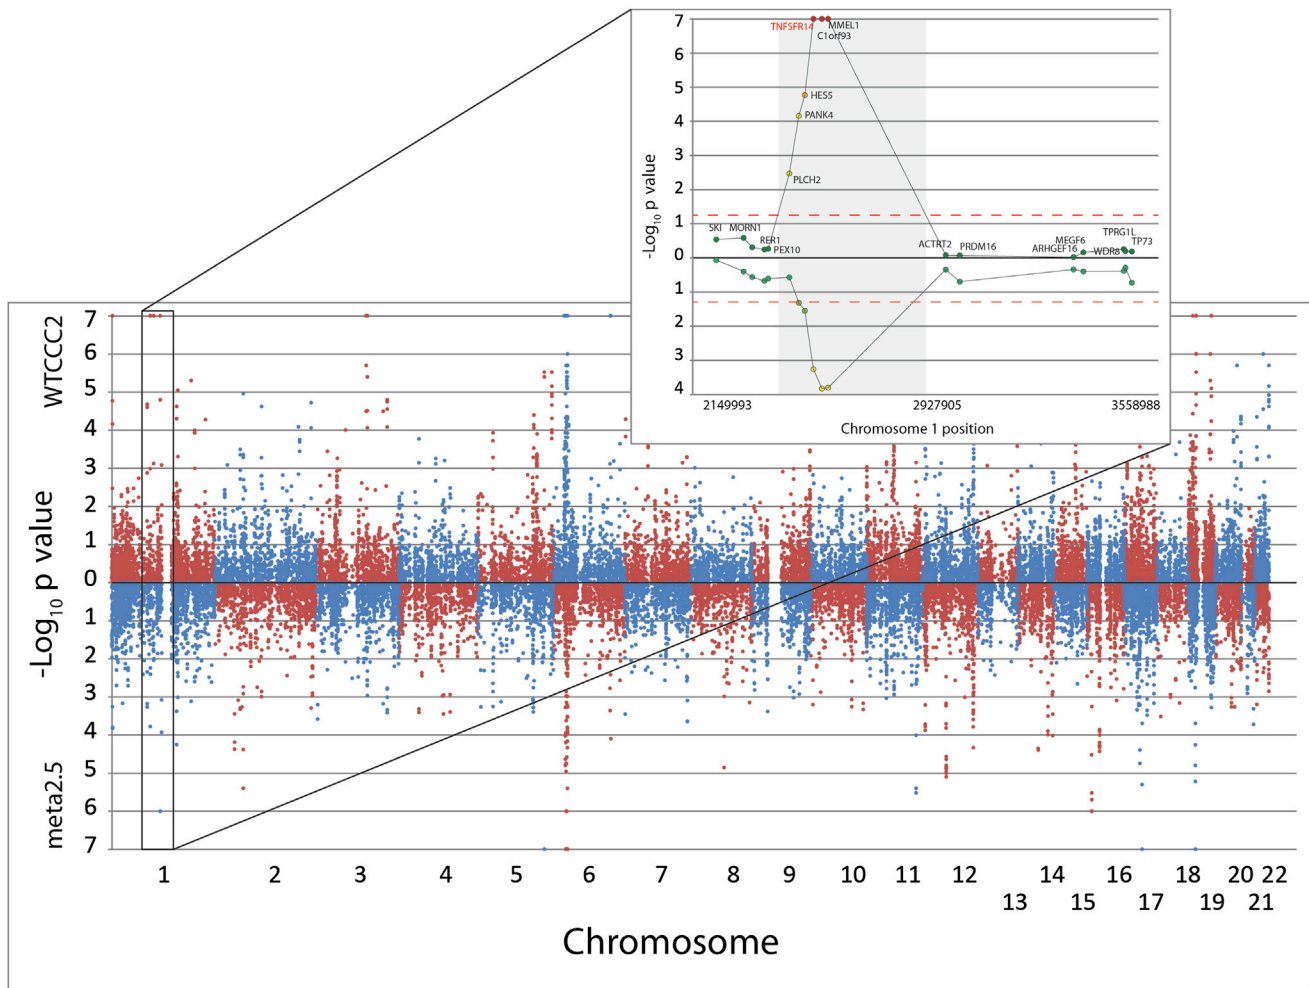 7
6
5
4
3
2
1
0
1
2
3
4
-Log10 p value
TNFSFR14
MMEL1
C1orf93
HES5
PANK4
PLCH2
SKI
MORN1
RER1
PEX10
ACTRT2
PRDM16
ARHGEF16
MEGF6
WDR8
TPRG1L
TP73
2149993
2927905
3558988
Chromosome 1 position
WTCCC2
-Log10 p value
meta2.5
7
6
5
4
3
2
1
0
1
2
3
4
5
6
7
1 2 3 4 5 6 7 8 9 10 11 12 14 16 18 20 22
13 15 17 19 21
Chromosome